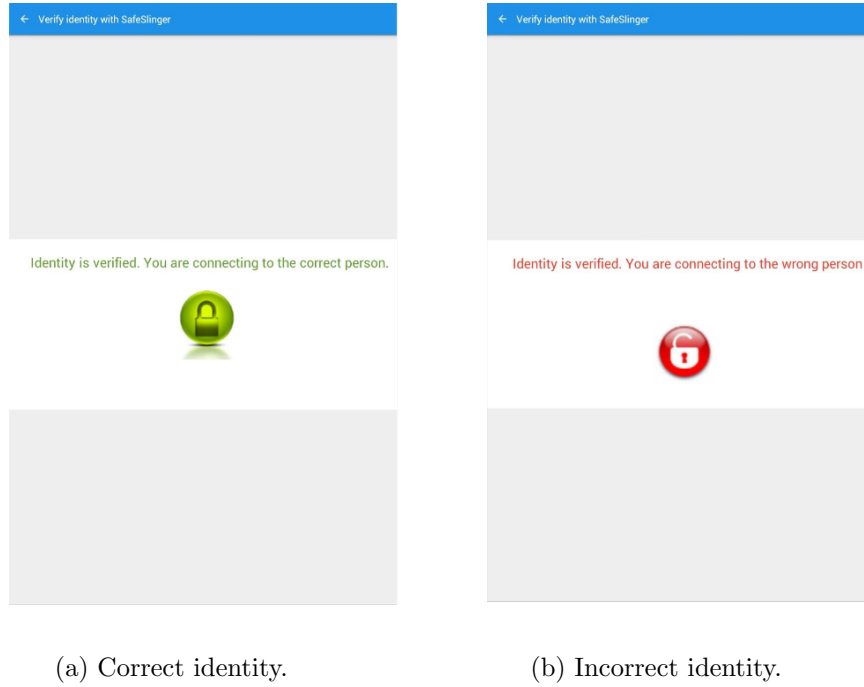 ← Verify identity with SafeSlinger
Identity is verified. You are connecting to the correct person.
(a) Correct identity.
← Verify identity with SafeSlinger
Identity is verified. You are connecting to the wrong person
(b) Incorrect identity.